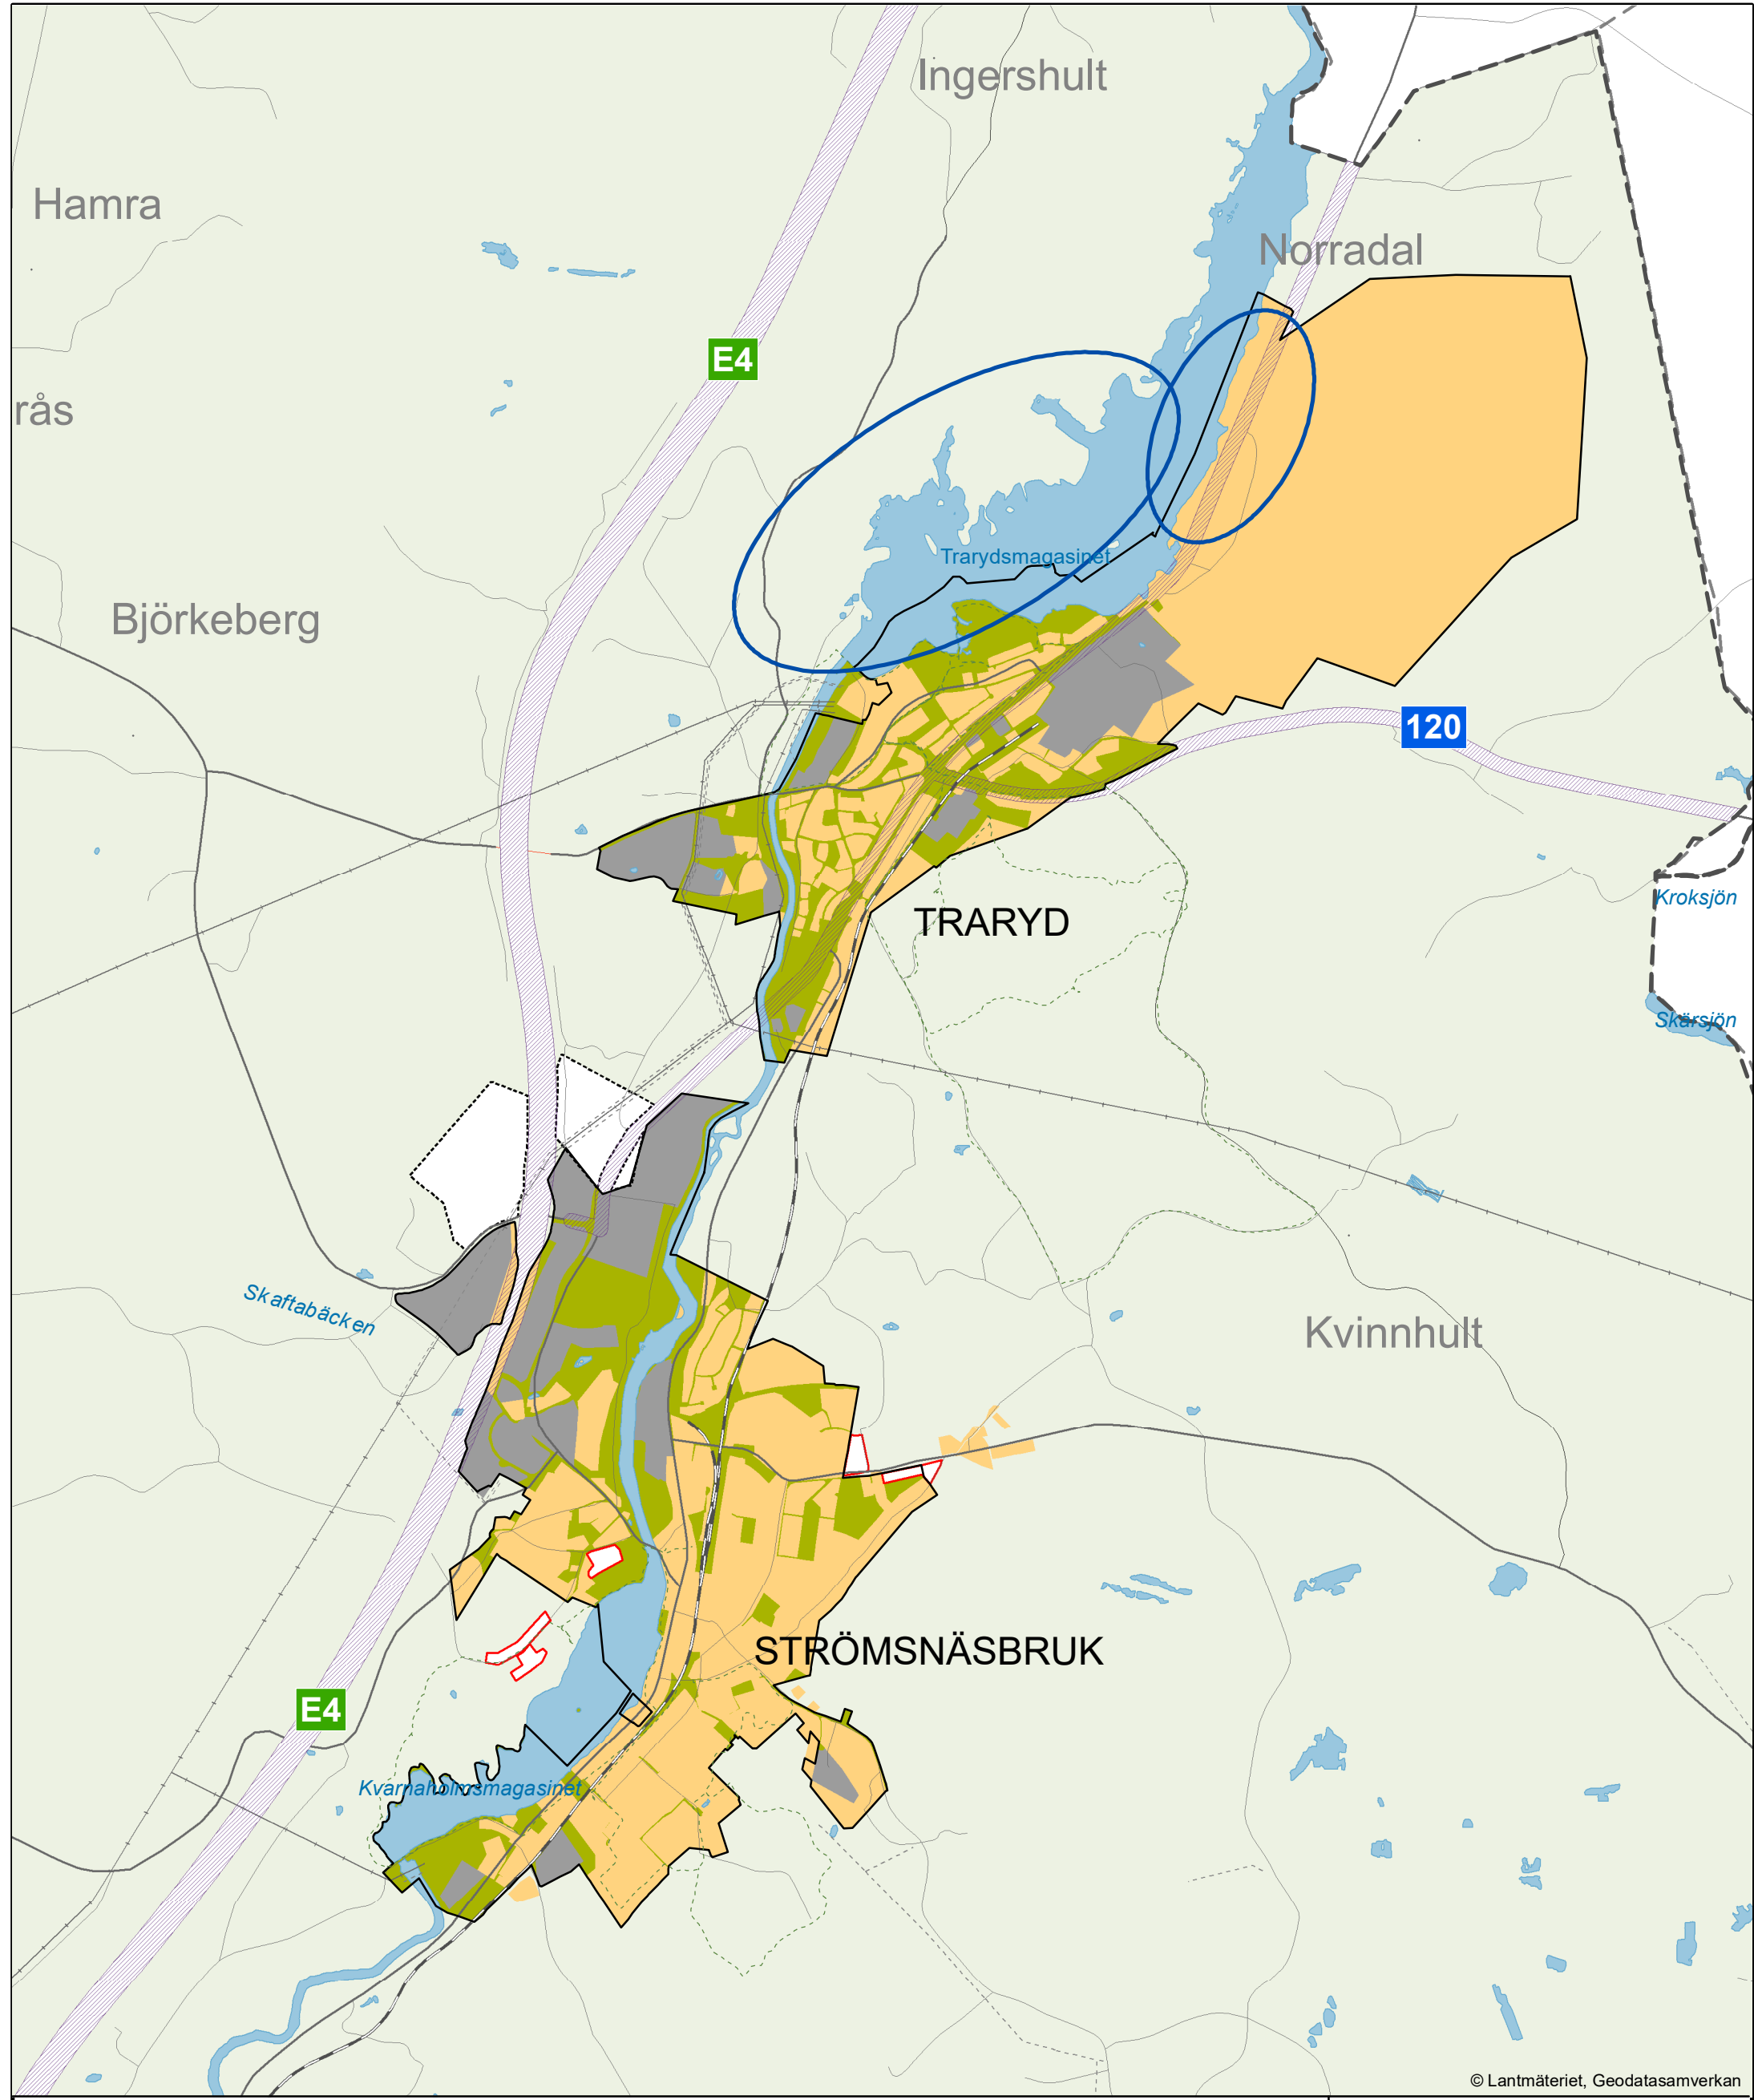 Ingershult
Hamra
Norradal
E4
rås
Trarydsmagasinet
Björkeberg
120
Kroksjön
TRARYD
Skärsjön
Skaftabäcken
Kvinnhult
STRÖMSNÄSBRUK
E4
Kvarnaholmsmagasinet
© Lantmäteriet, Geodatasamverkan